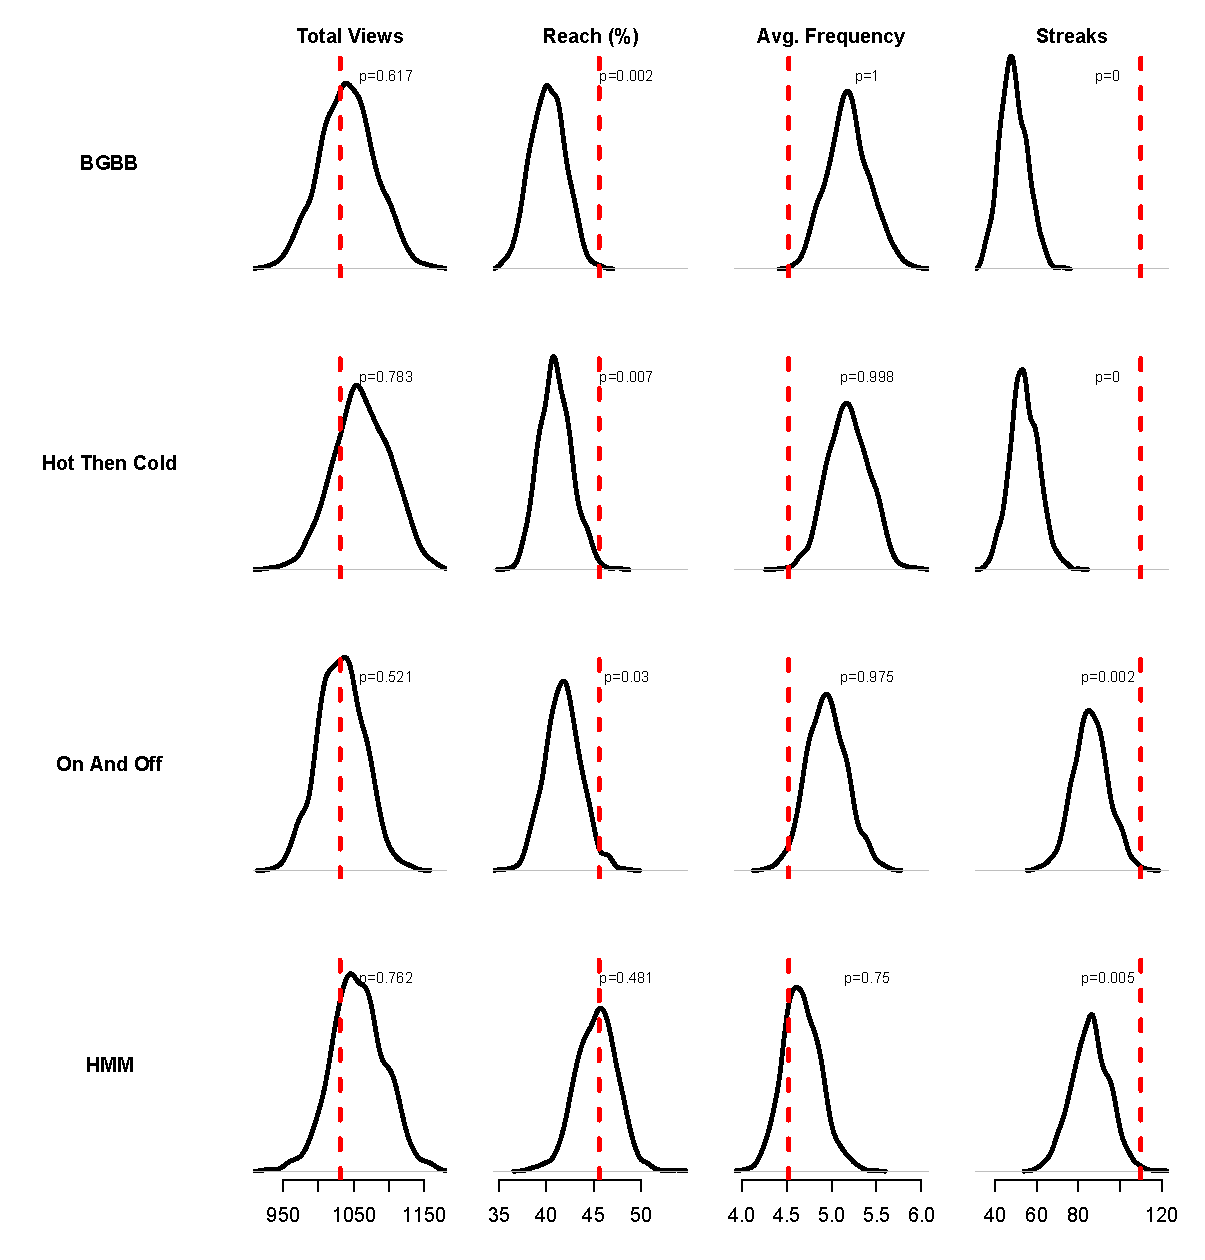 Total Views Reach (%) Avg. Frequency Streaks
BGBB p=0.617 p=0.002 p=1 p=0
Hot Then Cold p=0.783 p=0.007 p=0.998 p=0
On And Off p=0.521 p=0.03 p=0.975 p=0.002
HMM p=0.762 p=0.481 p=0.75 p=0.005
950 1050 1150 35 40 45 50 4.0 4.5 5.0 5.5 6.0 40 60 80 120